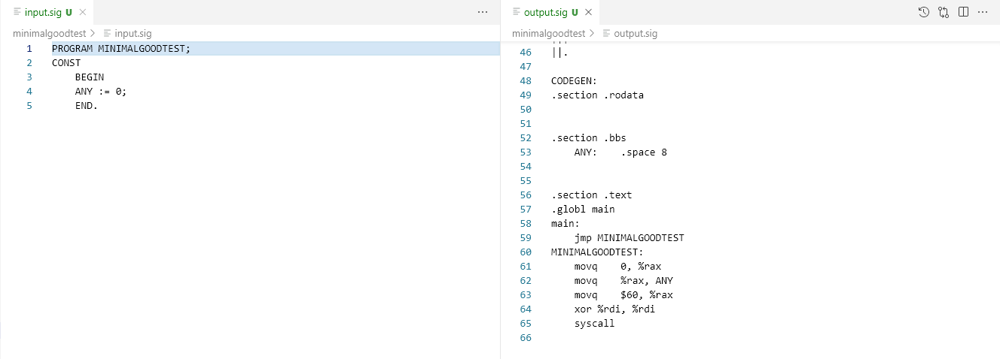 input.sig U
minimalgoodtest > input.sig
1 PROGRAM MINIMALGOODTEST;
2 CONST
3     BEGIN
4     ANY := 0;
5     END.
output.sig U
minimalgoodtest > output.sig
46 ||.
47
48 CODEGEN:
49 .section .rodata
50
51
52 .section .bbs
53     ANY:    .space 8
54
55
56 .section .text
57 .globl main
58 main:
59     jmp MINIMALGOODTEST
60 MINIMALGOODTEST:
61     movq    0, %rax
62     movq    %rax, ANY
63     movq    $60, %rax
64     xor %rdi, %rdi
65     syscall
66